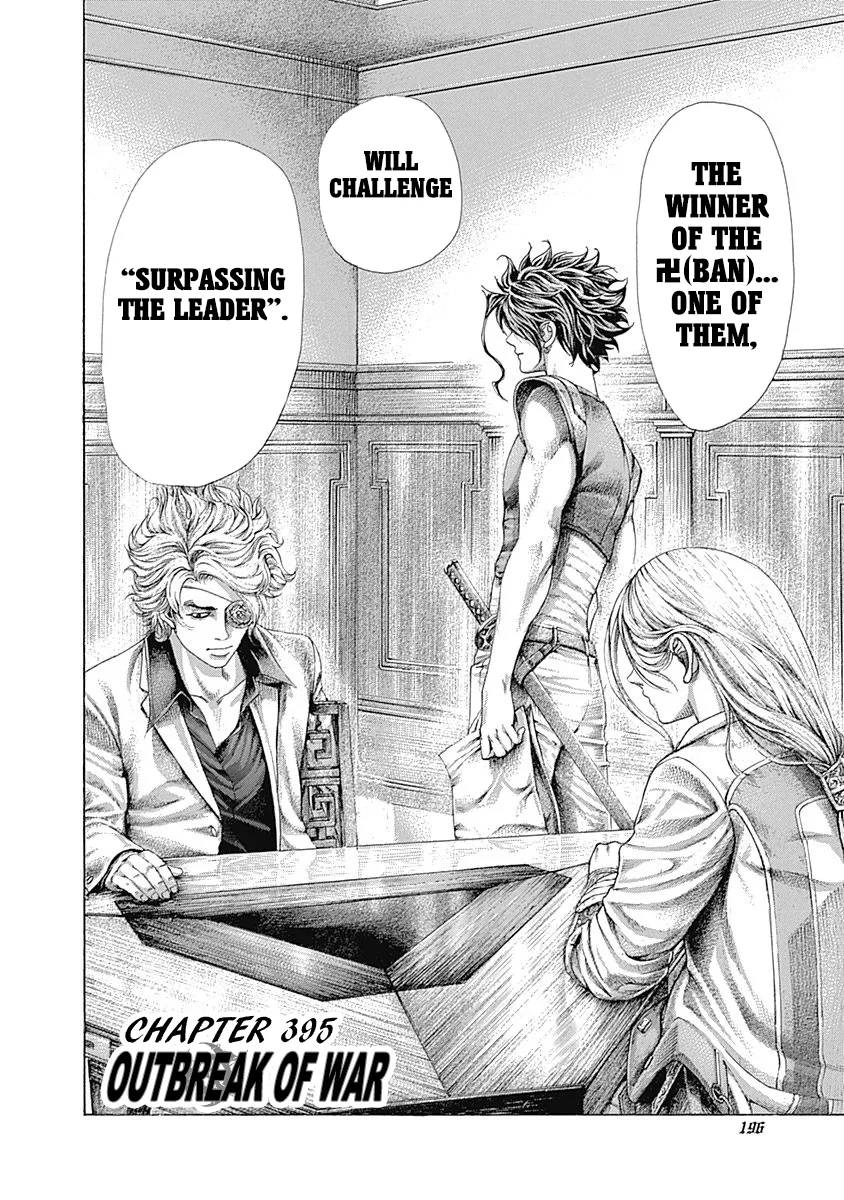 THE
WINNER
OF THE
卍(BAN)...
ONE OF
THEM,
WILL
CHALLENGE
"SURPASSING
THE LEADER".
CHAPTER 395
OUTBREAK OF WAR
196